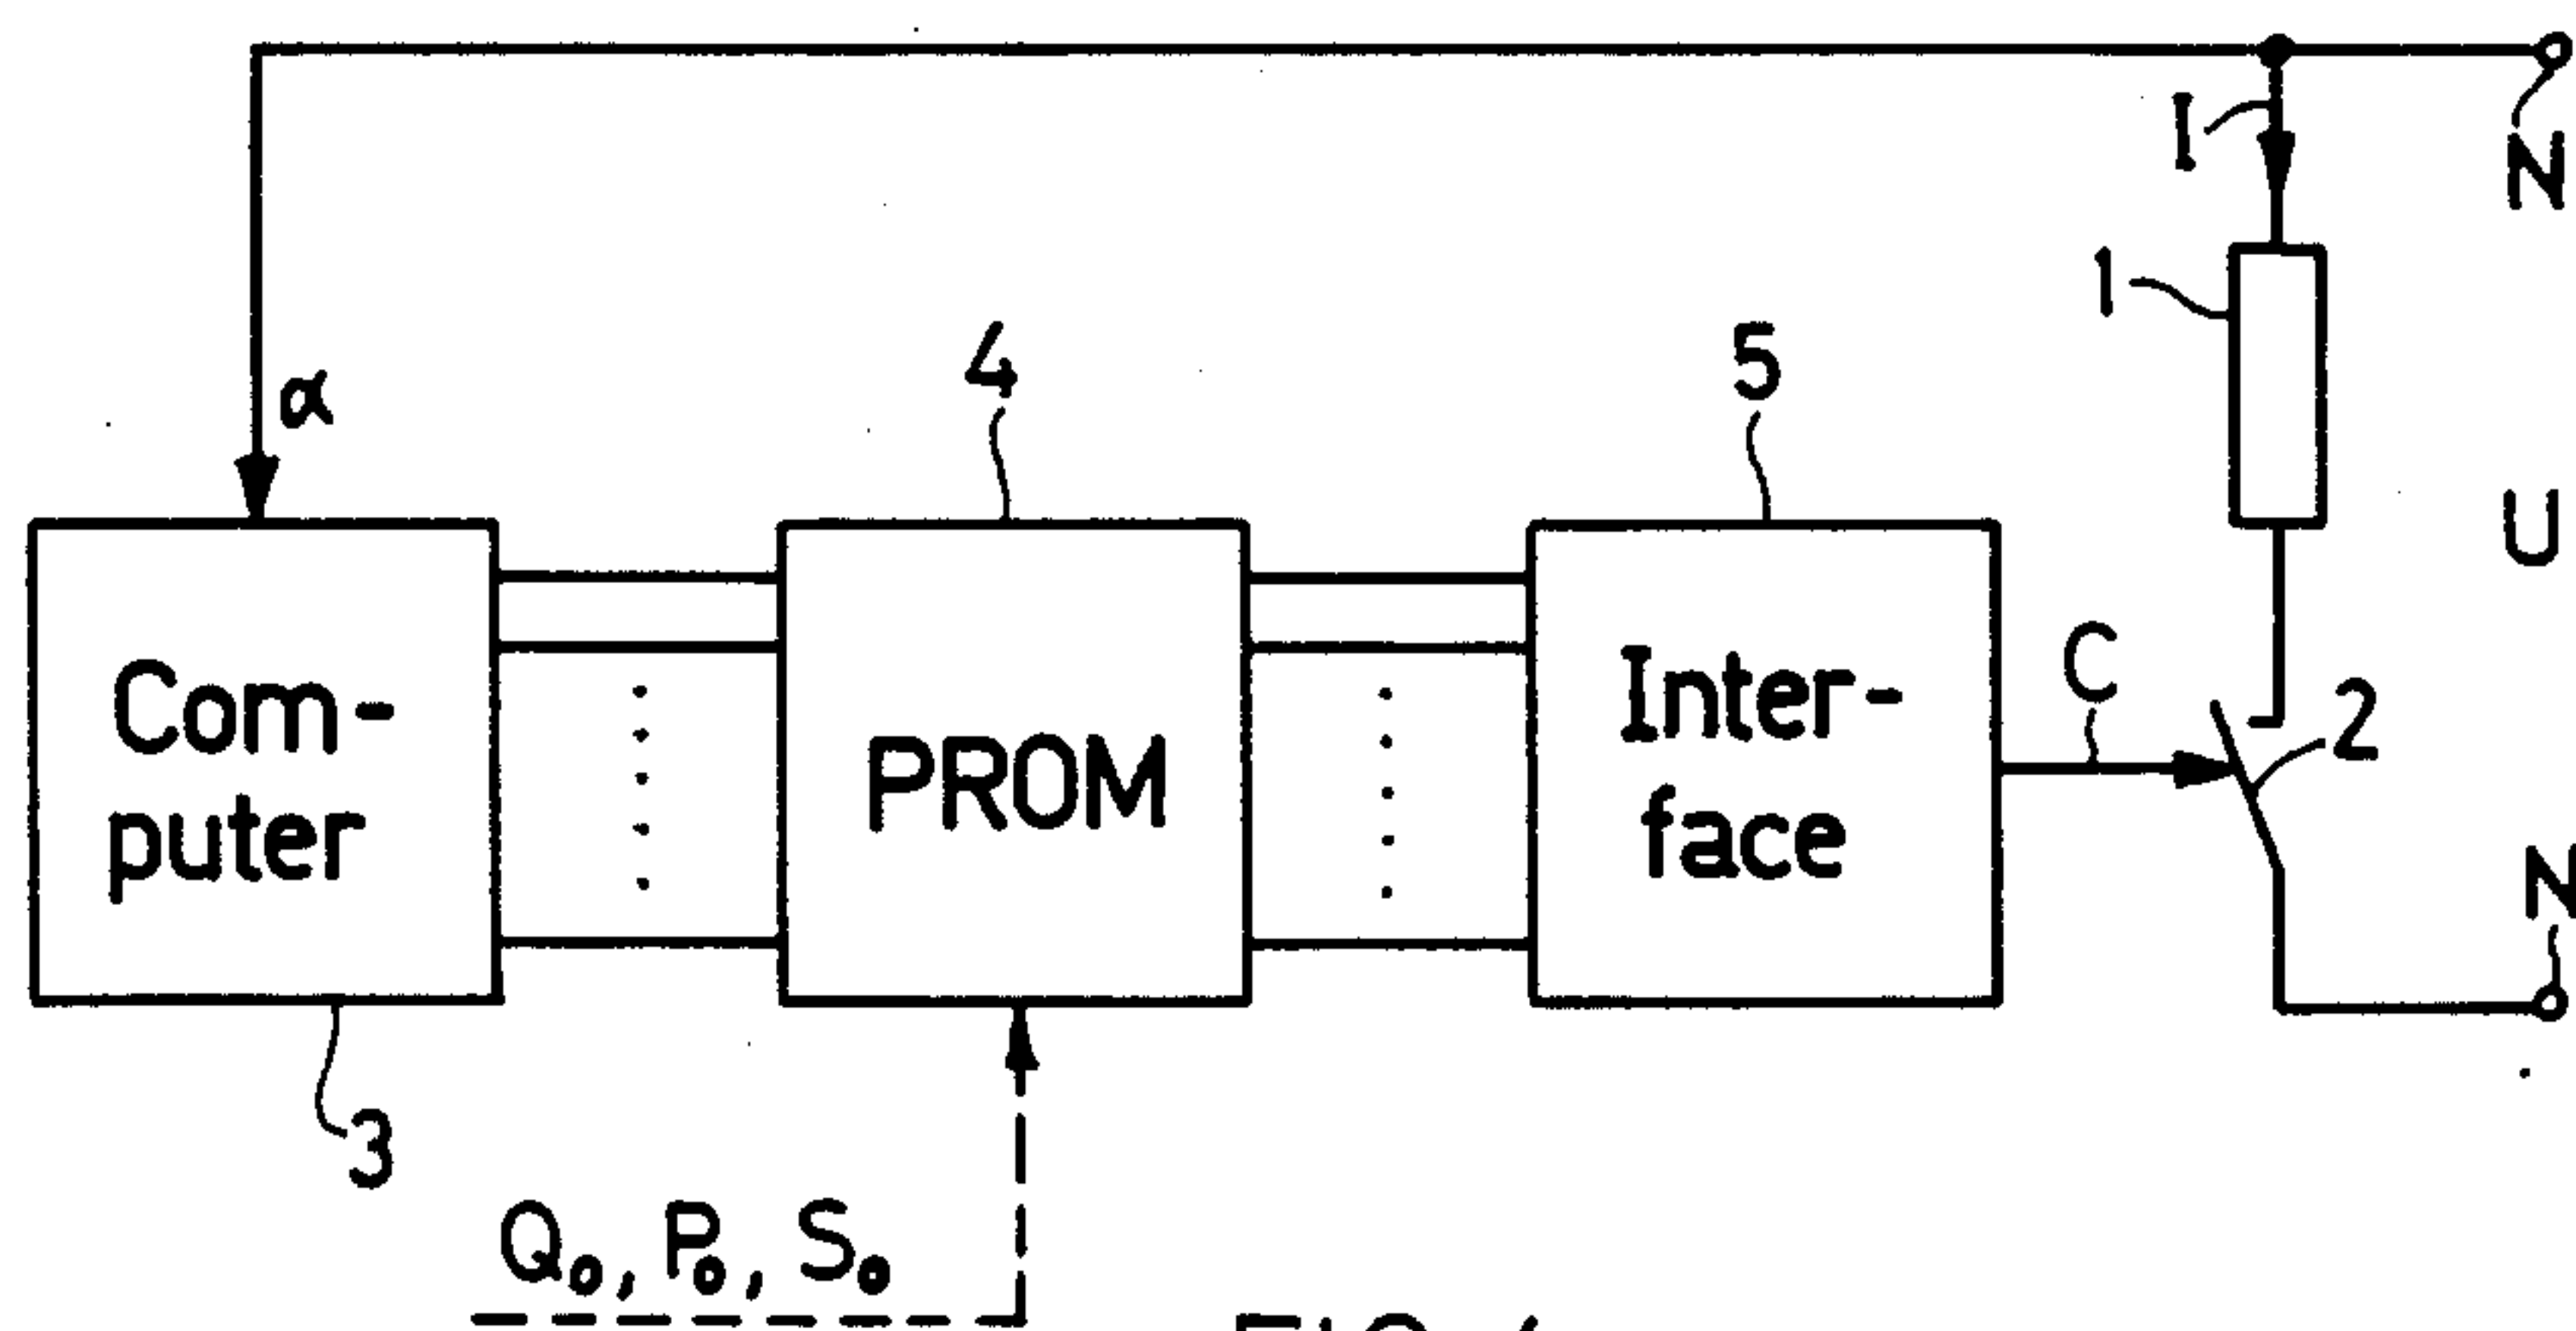 I
N
1
α
4
5
U
Com-
puter
PROM
Inter-
face
C
2
N
3
Q₀, P₀, S₀